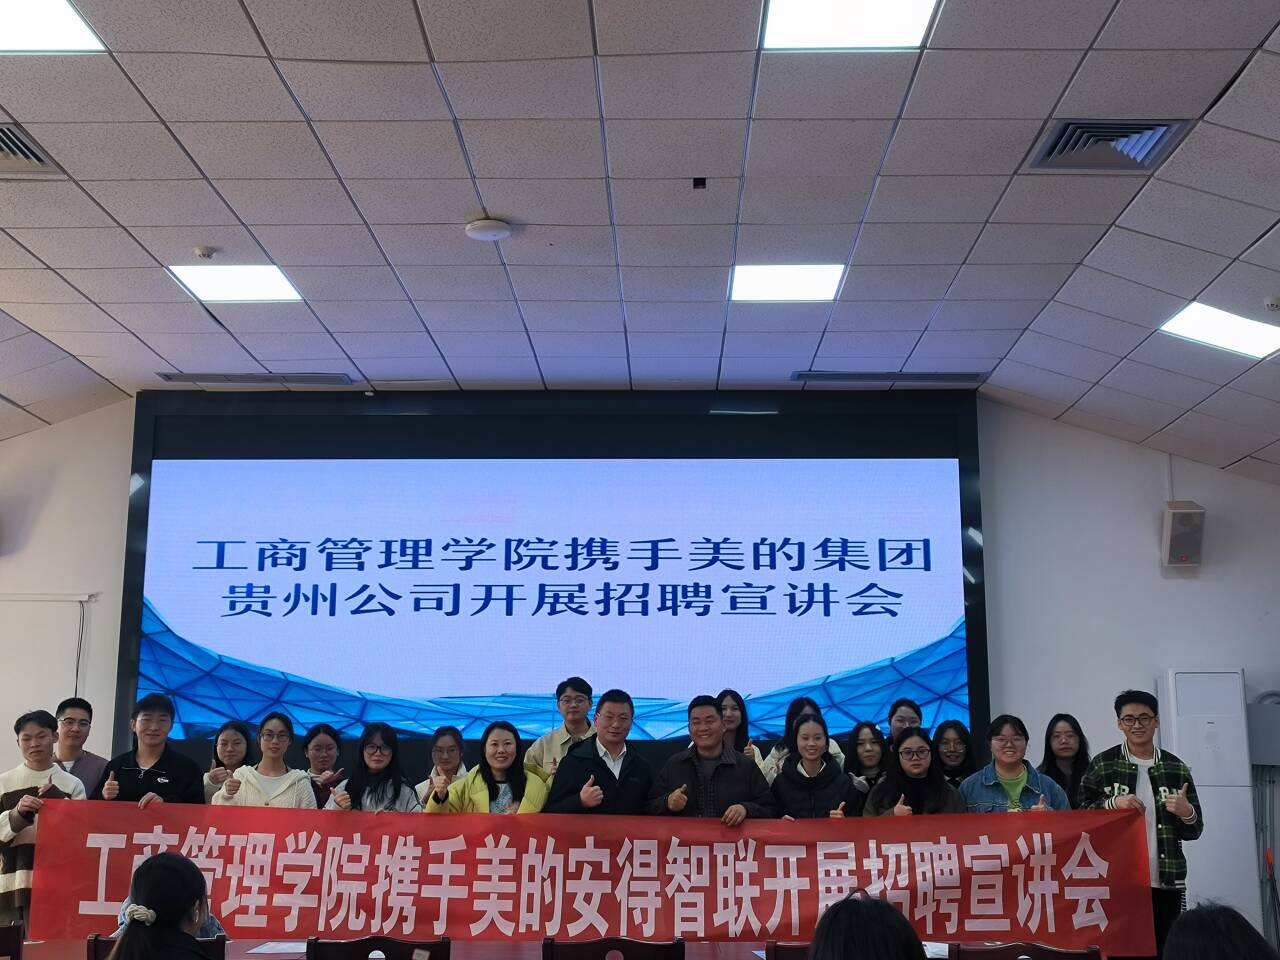 工商管理学院携手美的集团
贵州公司开展招聘宣讲会
工商管理学院携手美的安得智联开展招聘宣讲会